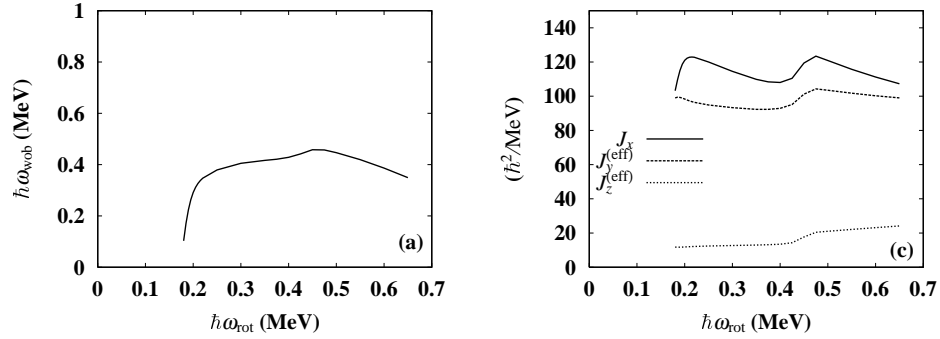 1
0.8
0.6
0.4
0.2
0
ℏω_wob (MeV)
(a)
0 0.1 0.2 0.3 0.4 0.5 0.6 0.7
ℏω_rot (MeV)
140
120
100
80
60
40
20
0
(ℏ²/MeV)
J_x
J_y^(eff)
J_z^(eff)
(c)
0 0.1 0.2 0.3 0.4 0.5 0.6 0.7
ℏω_rot (MeV)